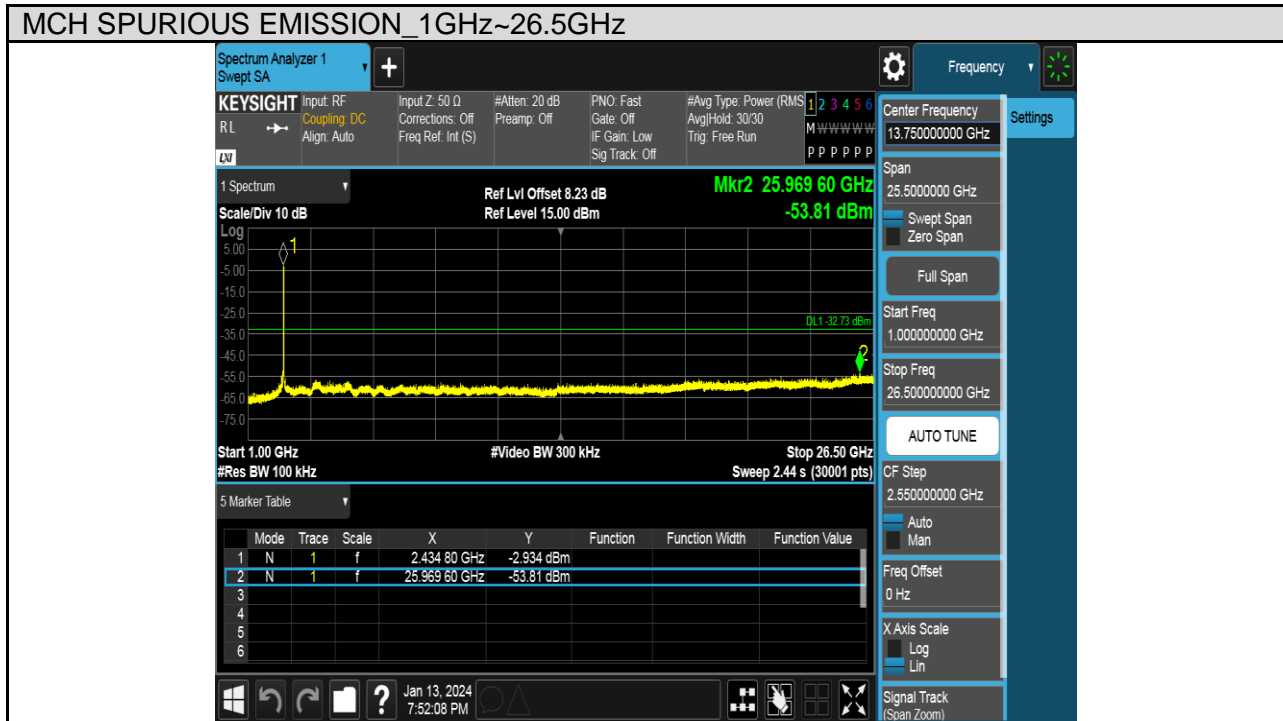 MCH SPURIOUS EMISSION_1GHz~26.5GHz
Spectrum Analyzer 1
Swept SA
+
Frequency
KEYSIGHT
RL
LXI
Input: RF
Coupling: DC
Align: Auto
Input Z: 50 Ω
Corrections: Off
Freq Ref: Int (S)
#Atten: 20 dB
Preamp: Off
PNO: Fast
Gate: Off
IF Gain: Low
Sig Track: Off
#Avg Type: Power (RMS
Avg|Hold: 30/30
Trig: Free Run
1 2 3 4 5 6
M W W W W W
P P P P P P
1 Spectrum
Scale/Div 10 dB
Ref Lvl Offset 8.23 dB
Ref Level 15.00 dBm
Mkr2 25.969 60 GHz
-53.81 dBm
Log
5.00
-5.00
-15.0
-25.0
-35.0
-45.0
-55.0
-65.0
-75.0
1
DL1 -32.73 dBm
2
Start 1.00 GHz
#Video BW 300 kHz
Stop 26.50 GHz
#Res BW 100 kHz
Sweep 2.44 s (30001 pts)
5 Marker Table
Mode Trace Scale X Y Function Function Width Function Value
1 N 1 f 2.434 80 GHz -2.934 dBm
2 N 1 f 25.969 60 GHz -53.81 dBm
3
4
5
6
?
Jan 13, 2024
7:52:08 PM
Center Frequency
13.75000000 GHz
Settings
Span
25.5000000 GHz
Swept Span
Zero Span
Full Span
Start Freq
1.000000000 GHz
Stop Freq
26.500000000 GHz
AUTO TUNE
CF Step
2.550000000 GHz
Auto
Man
Freq Offset
0 Hz
X Axis Scale
Log
Lin
Signal Track
(Span Zoom)